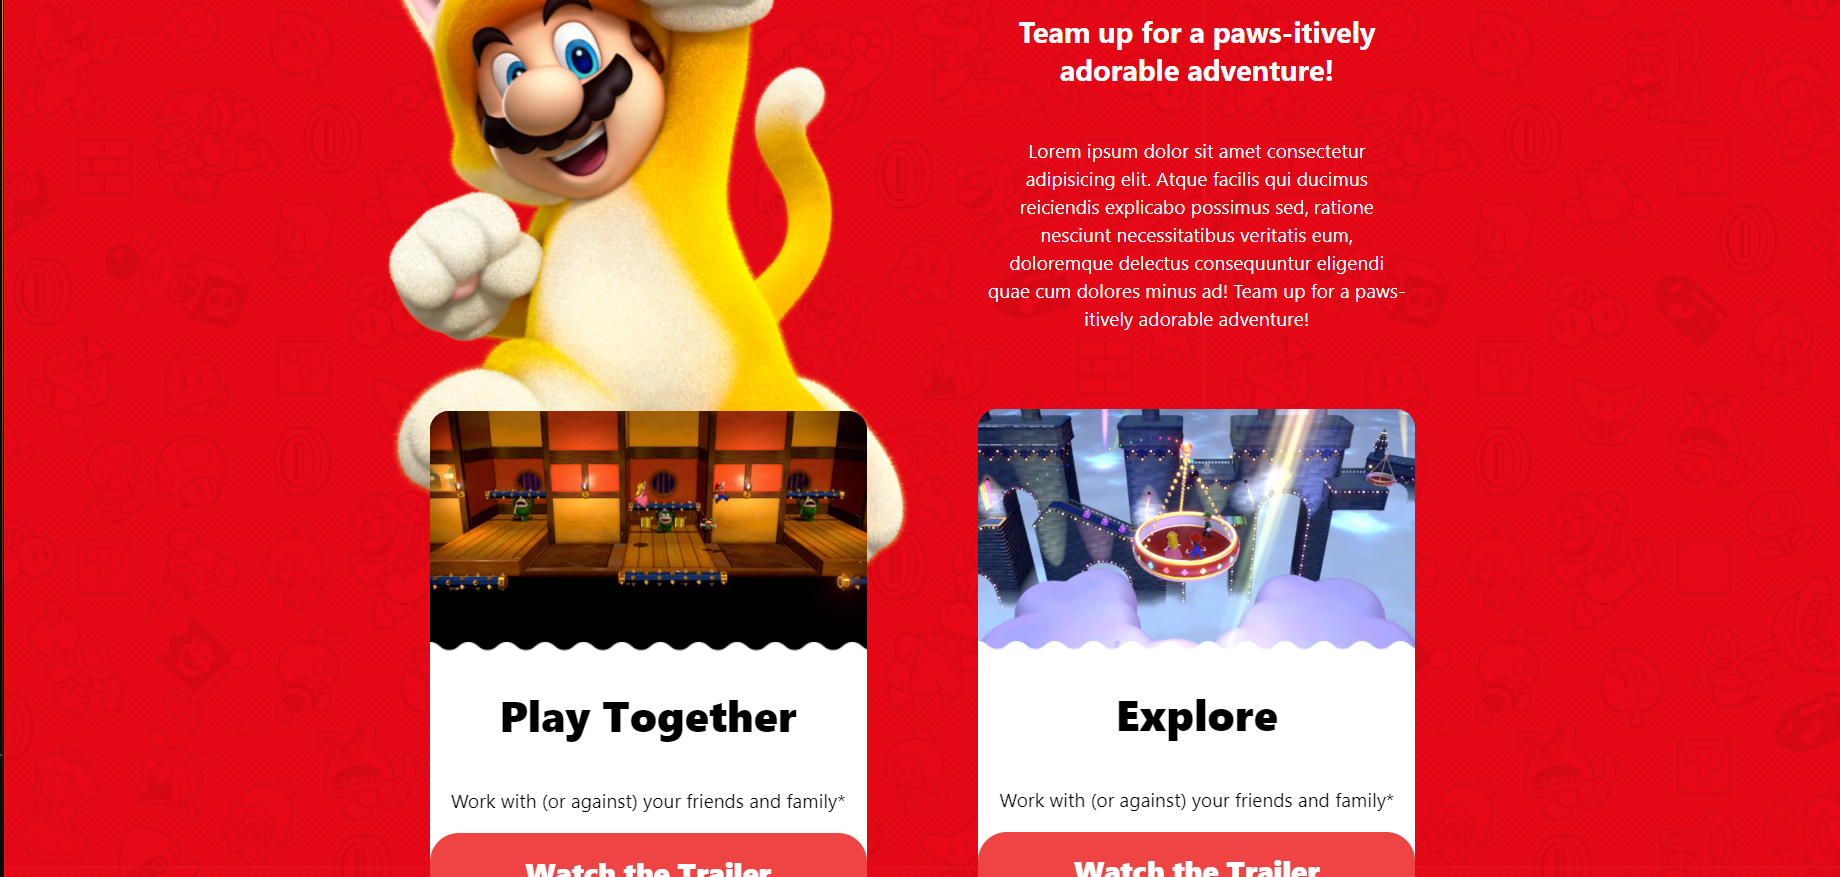 Team up for a paws-itively
adorable adventure!
Lorem ipsum dolor sit amet consectetur
adipisicing elit. Atque facilis qui ducimus
reiciendis explicabo possimus sed, ratione
nesciunt necessitatibus veritatis eum,
doloremque delectus consequuntur eligendi
quae cum dolores minus ad! Team up for a paws-
itively adorable adventure!
Play Together
Work with (or against) your friends and family*
Watch the Trailer
Explore
Work with (or against) your friends and family*
Watch the Trailer